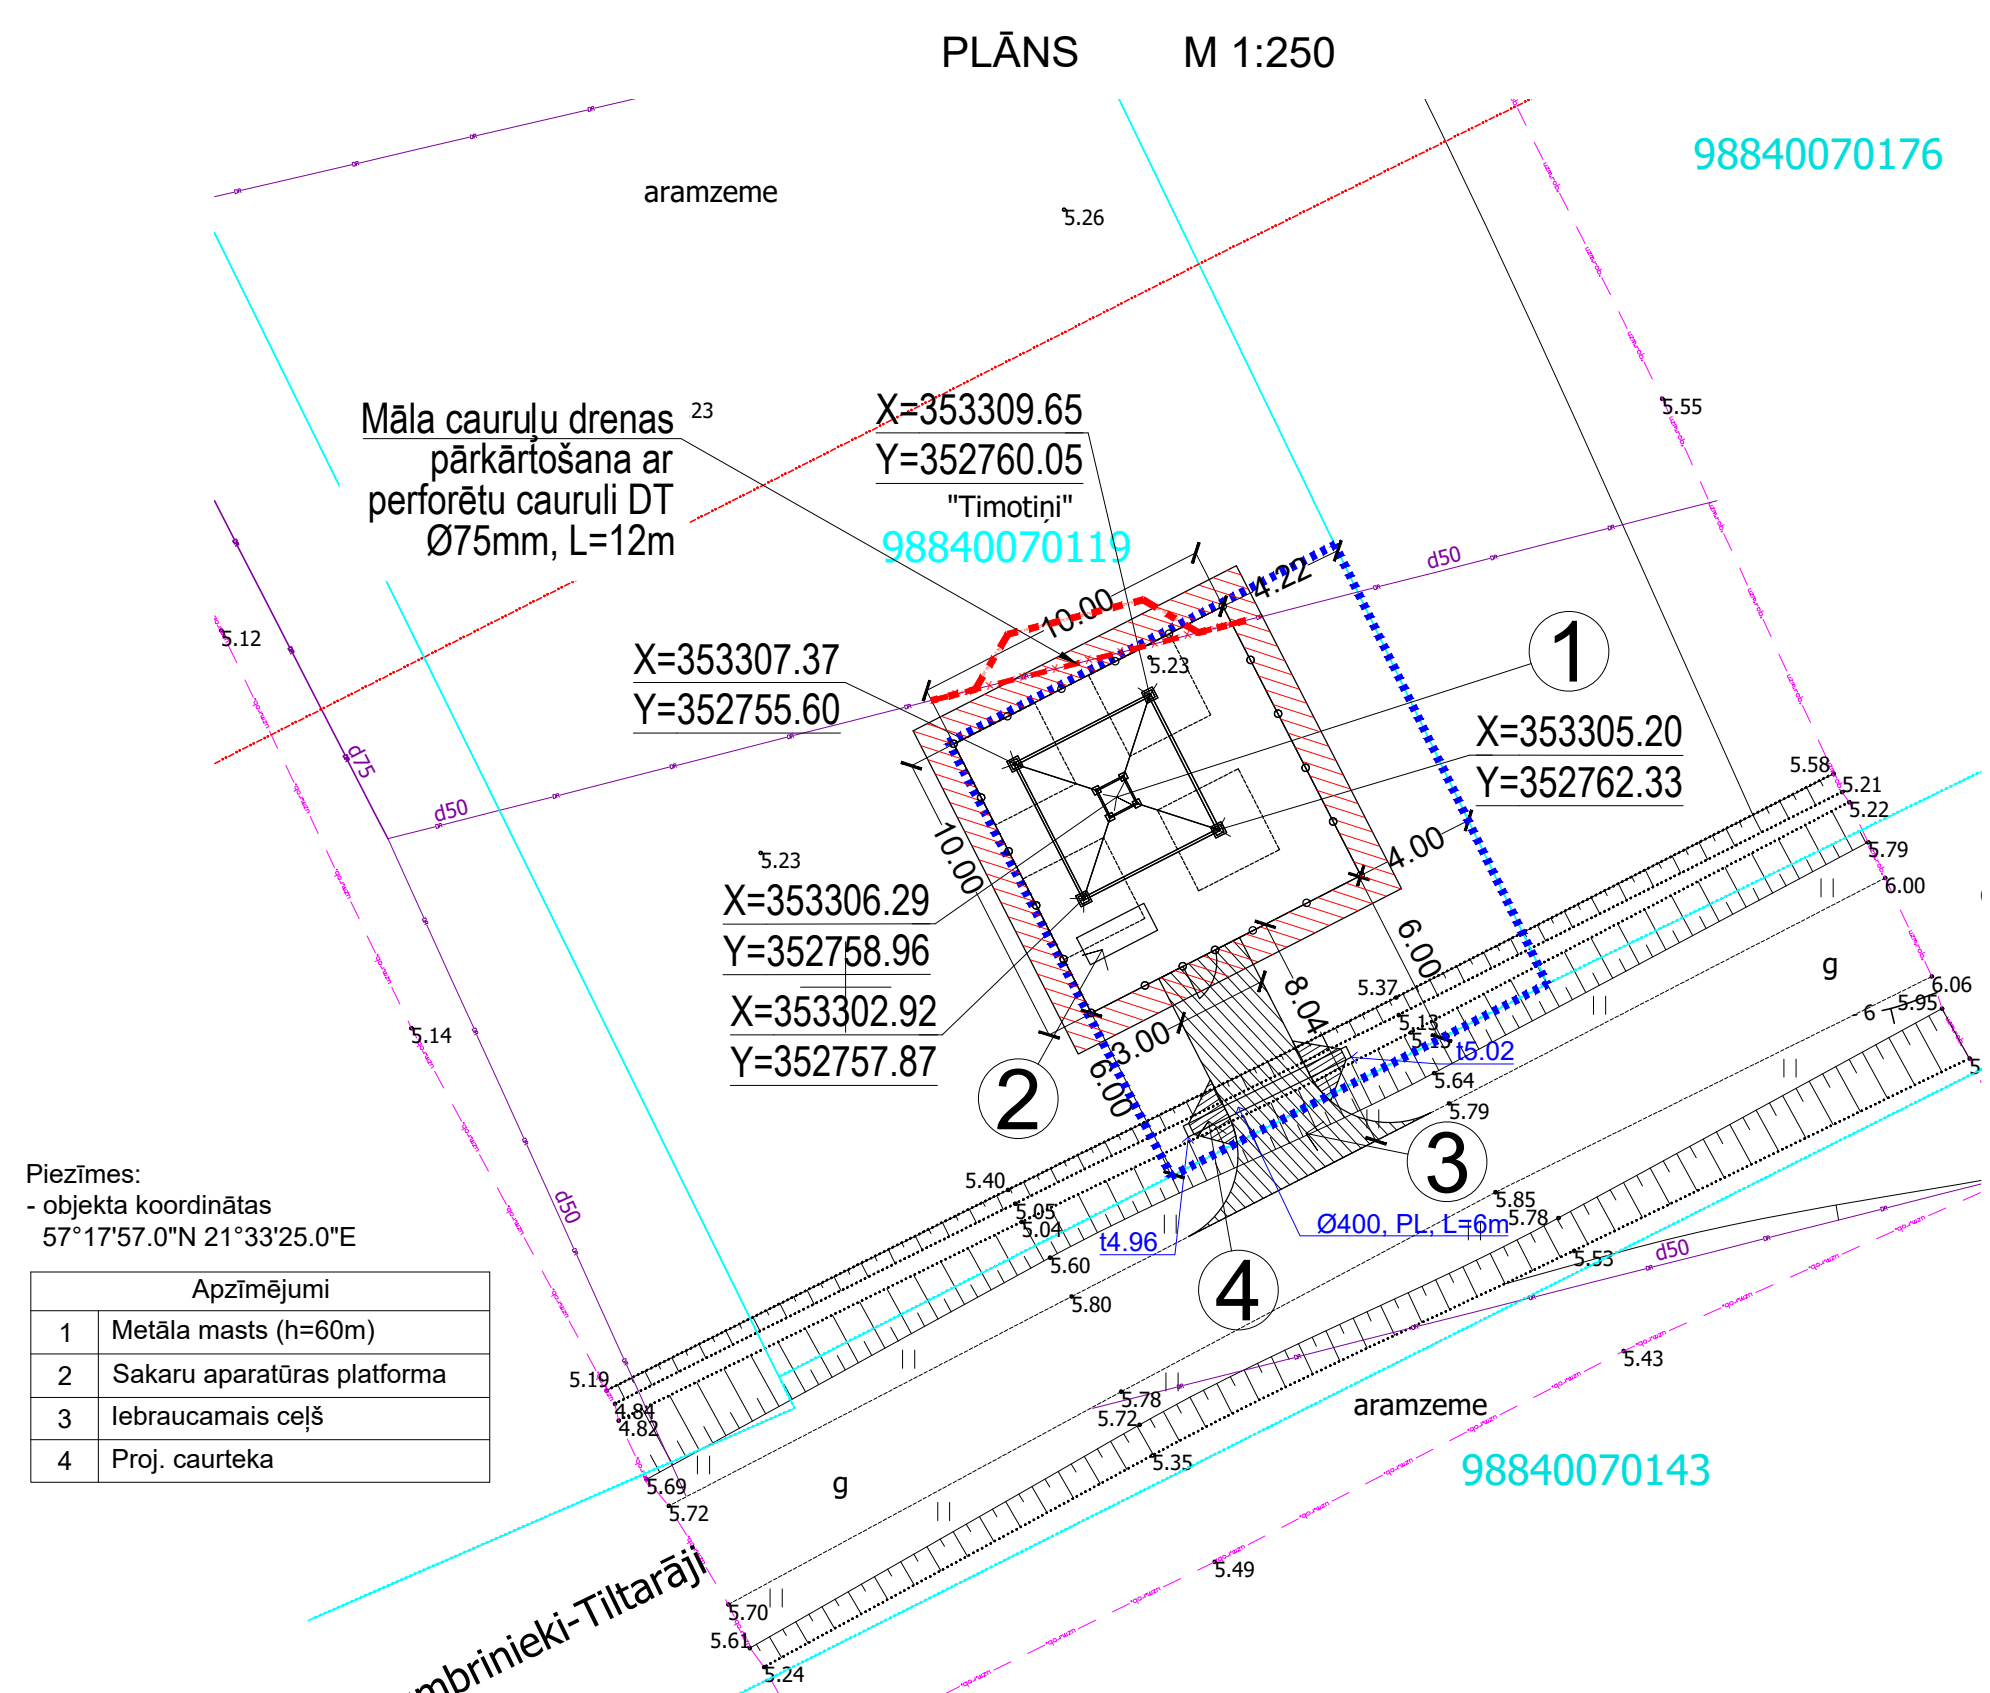 PLĀNS M 1:250
98840070176
aramzeme
5.26
5.55
Māla cauruļu drenas
pārkārtošana ar
perforētu cauruli DT
Ø75mm, L=12m
23
X=353309.65
Y=352760.05
"Timotiņi"
98840070119
d50
4.22
10.00
5.12
X=353307.37
Y=352755.60
5.23
1
X=353305.20
Y=352762.33
d75
d50
5.58
5.21
5.22
5.79
6.00
10.00
4.00
5.23
X=353306.29
Y=352758.96
X=353302.92
Y=352757.87
6.00
g
6.06
5.95
6
5.37
8.04
5.13
5.13
t5.02
5.14
3.00
6.00
2
5.64
5.79
3
Piezīmes:
- objekta koordinātas
57°17'57.0"N 21°33'25.0"E
5.40
5.05
5.04
5.60
5.80
d50
t4.96
Ø400, PL, L=6m
5.85
5.78
5.53
d50
4
Apzīmējumi
1 Metāla masts (h=60m)
2 Sakaru aparatūras platforma
3 Iebraucamais ceļš
4 Proj. caurteka
5.19
4.84
4.82
5.43
5.78
5.72
5.35
aramzeme
98840070143
5.69
5.72
g
5.49
5.70
5.61
5.24
mbrinieki-Tiltarāji